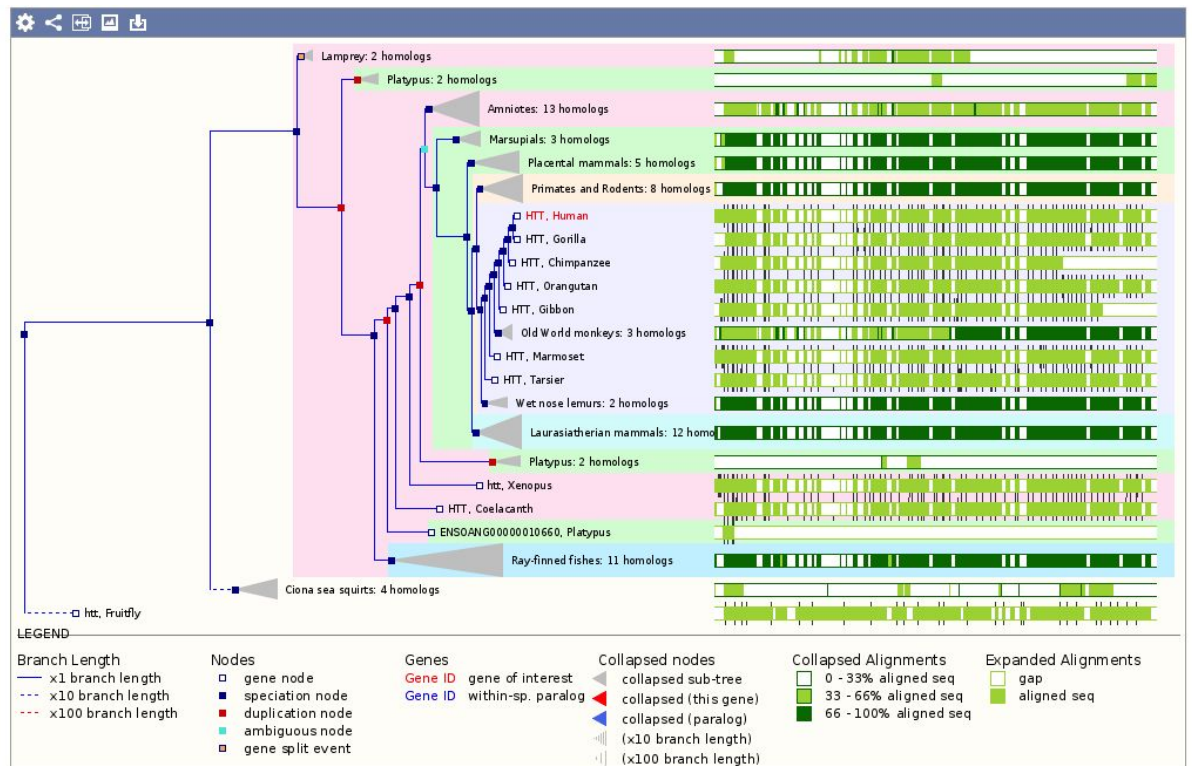 Lamprey: 2 homologs
Platypus: 2 homologs
Amniotes: 13 homologs
Marsupials: 3 homologs
Placental mammals: 5 homologs
Primates and Rodents: 8 homologs
HTT, Human
HTT, Gorilla
HTT, Chimpanzee
HTT, Orangutan
HTT, Gibbon
Old World monkeys: 3 homologs
HTT, Marmoset
HTT, Tarsier
Wet nose lemurs: 2 homologs
Laurasiatherian mammals: 12 homo
Platypus: 2 homologs
htt, Xenopus
HTT, Coelacanth
ENSOANG00000010660, Platypus
Ray-finned fishes: 11 homologs
Ciona sea squirts: 4 homologs
htt, Fruitfly
LEGEND
Branch Length
x1 branch length
x10 branch length
x100 branch length
Nodes
gene node
speciation node
duplication node
ambiguous node
gene split event
Genes
Gene ID gene of interest
Gene ID within-sp. paralog
Collapsed nodes
collapsed sub-tree
collapsed (this gene)
collapsed (paralog)
(x10 branch length)
(x100 branch length)
Collapsed Alignments
0 - 33% aligned seq
33 - 66% aligned seq
66 - 100% aligned seq
Expanded Alignments
gap
aligned seq